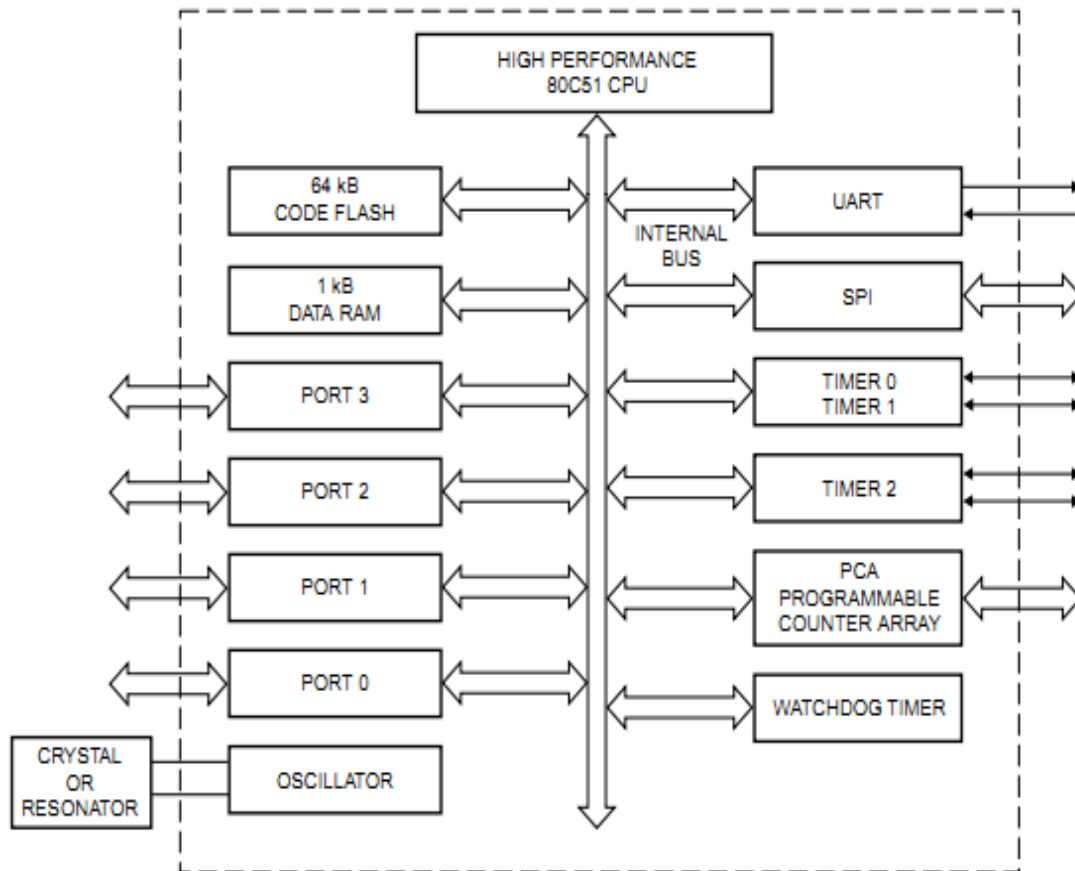 HIGH PERFORMANCE
80C51 CPU
64 kB
CODE FLASH
UART
INTERNAL
BUS
1 kB
DATA RAM
SPI
PORT 3
TIMER 0
TIMER 1
PORT 2
TIMER 2
PORT 1
PCA
PROGRAMMABLE
COUNTER ARRAY
PORT 0
WATCHDOG TIMER
CRYSTAL
OR
RESONATOR
OSCILLATOR